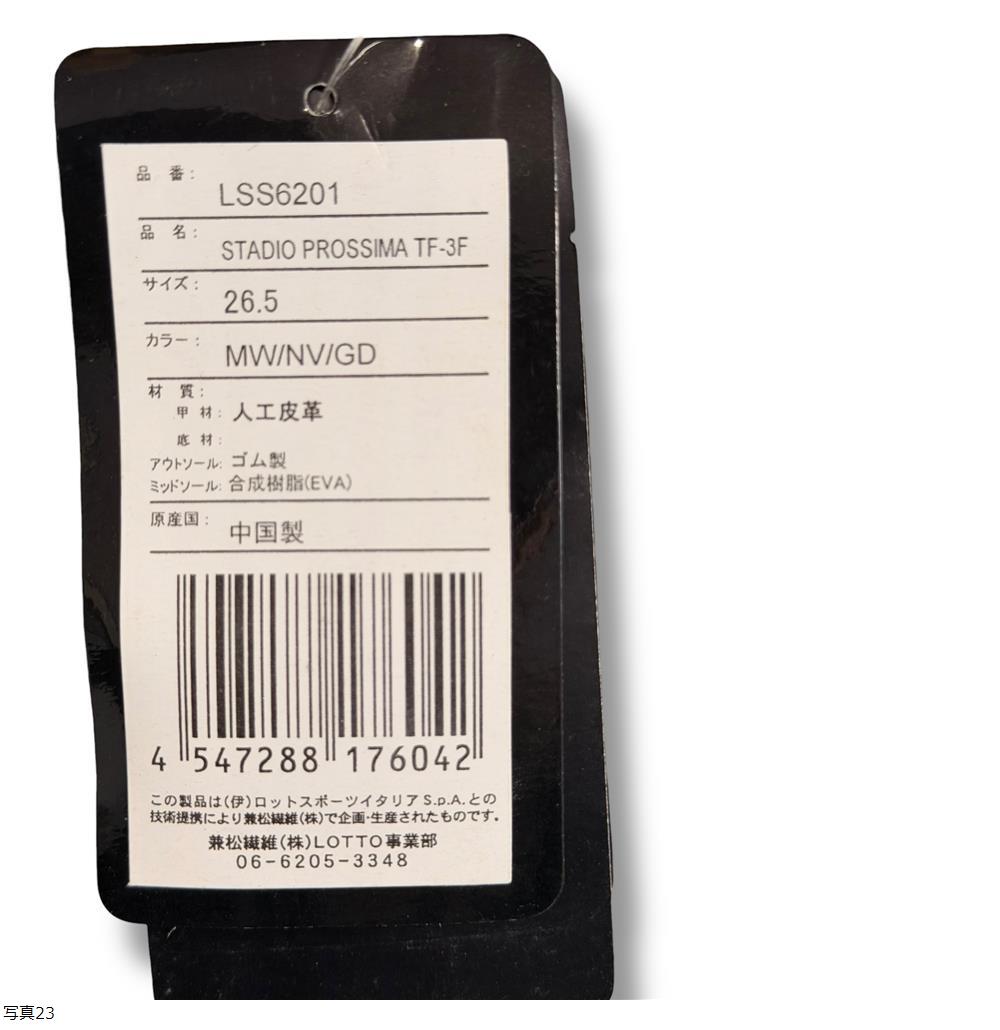 品 番:
LSS6201
品 名:
STADIO PROSSIMA TF-3F
サイズ:
26.5
カラー:
MW/NV/GD
材 質:
甲 材: 人工皮革
底 材:
アウトソール: ゴム製
ミッドソール: 合成樹脂(EVA)
原産国:
中国製
4 547288 176042
この製品は(伊)ロットスポーツイタリアS.p.A.との
技術提携により兼松繊維(株)で企画・生産されたものです。
兼松繊維(株)LOTTO事業部
06-6205-3348
写真23